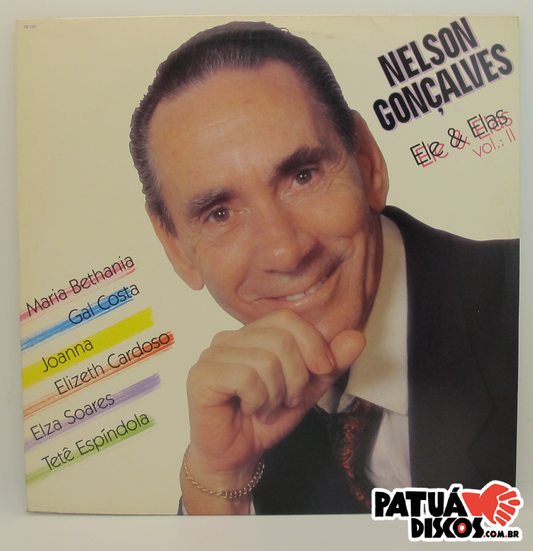 NELSON
GONÇALVES
Ele & Elas
vol.: II
Maria Bethania
Gal Costa
Joanna
Elizeth Cardoso
Elza Soares
Tetê Espíndola
PATUÁ
DISCOS.COM.BR